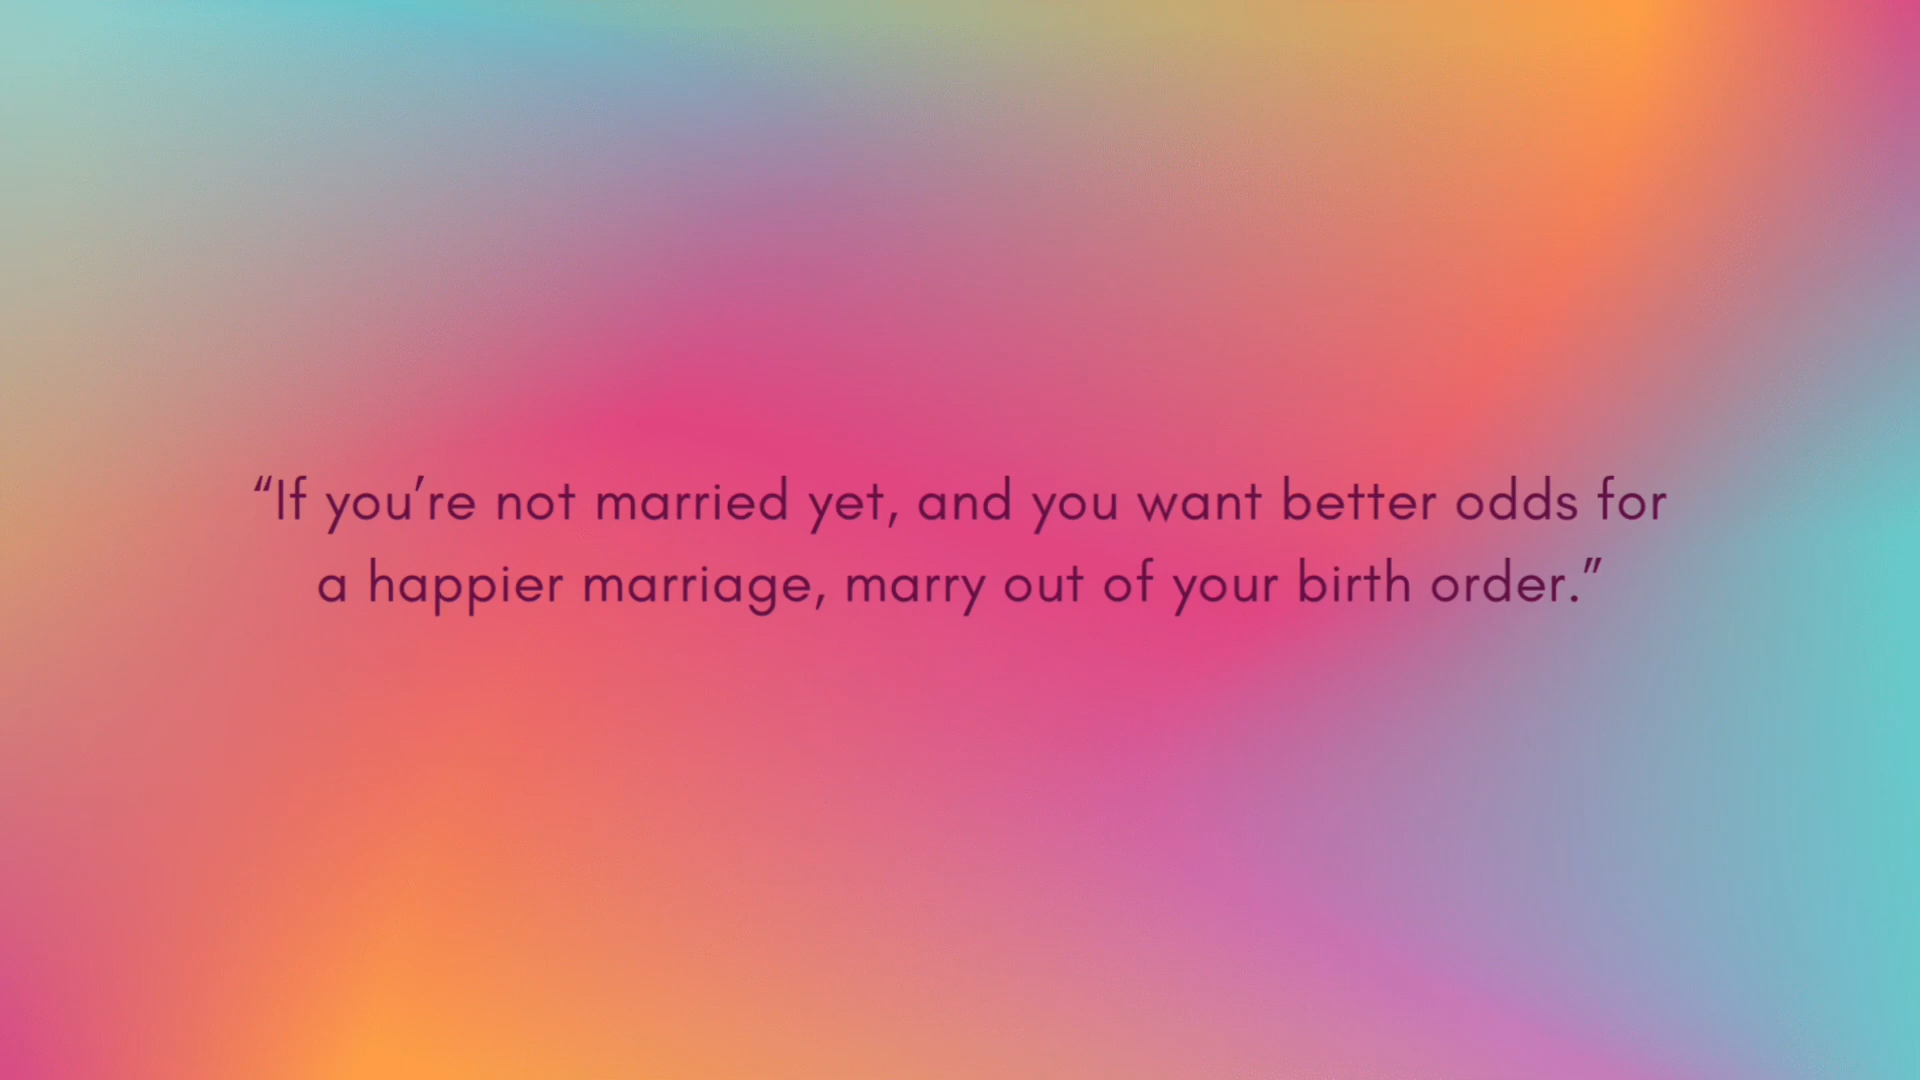 “If you’re not married yet, and you want better odds for
a happier marriage, marry out of your birth order.”